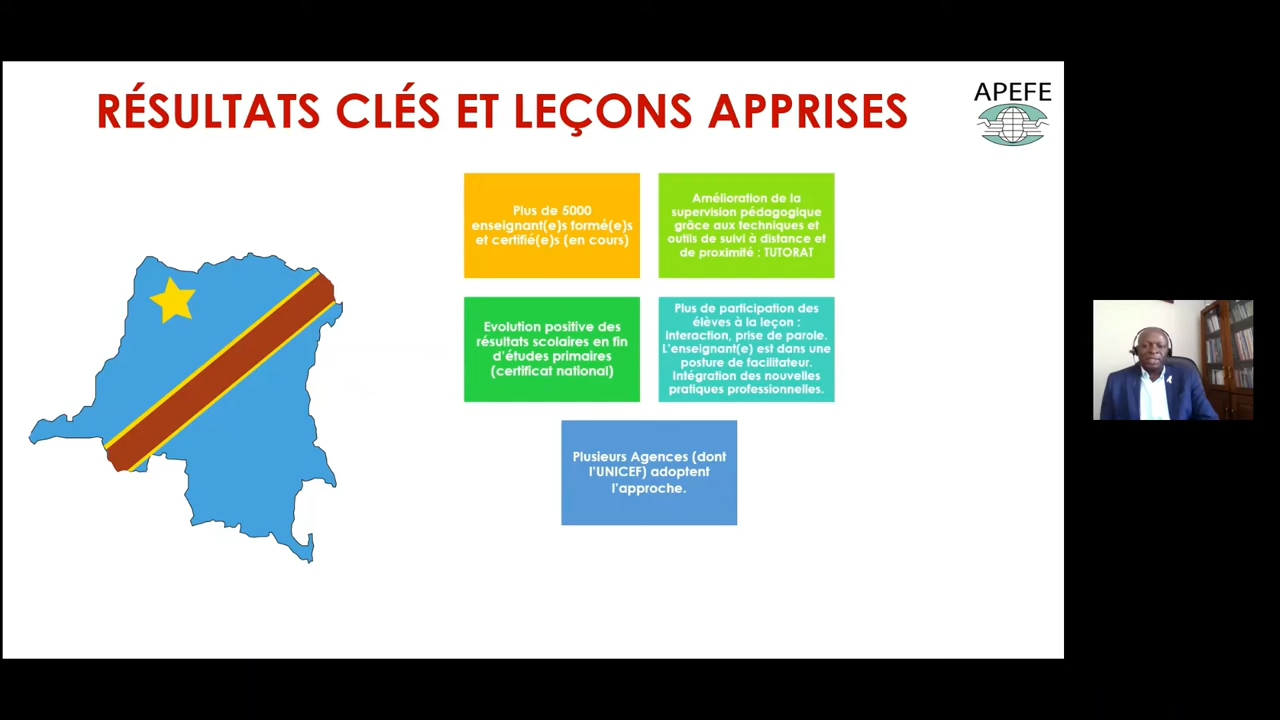 RÉSULTATS CLÉS ET LEÇONS APPRISES
APEFE
Plus de 5000
enseignant(e)s formé(e)s
et certifié(e)s (en cours)
Amélioration de la
supervision pédagogique
grâce aux techniques et
outils de suivi à distance et
de proximité : TUTORAT
Evolution positive des
résultats scolaires en fin
d'études primaires
(certificat national)
Plus de participation des
élèves à la leçon :
interaction, prise de parole.
L'enseignant(e) est dans une
posture de facilitateur.
Intégration des nouvelles
pratiques professionnelles.
Plusieurs Agences (dont
l'UNICEF) adoptent
l'approche.